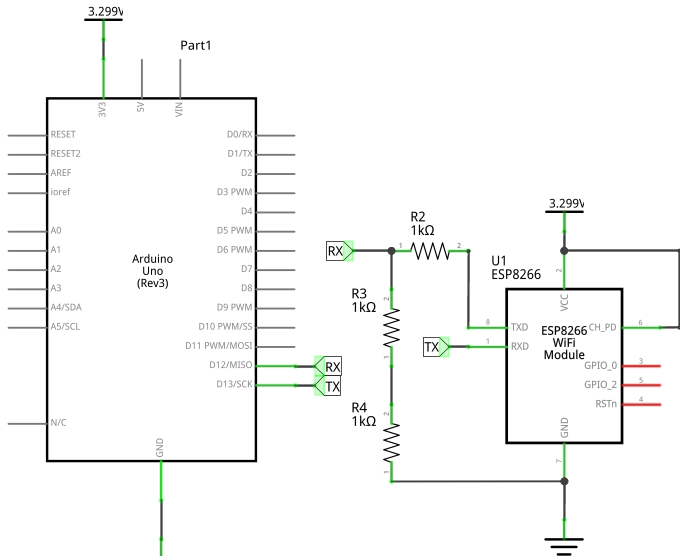 3.299V
Part1
3V3
5V
VIN
RESET
RESET2
AREF
ioref
A0
A1
A2
A3
A4/SDA
A5/SCL
N/C
Arduino
Uno
(Rev3)
D0/RX
D1/TX
D2
D3 PWM
D4
D5 PWM
D6 PWM
D7
D8
D9 PWM
D10 PWM/SS
D11 PWM/MOSI
D12/MISO
D13/SCK
GND
RX
TX
RX
R2
1kΩ
1
2
R3
1kΩ
2
1
R4
1kΩ
2
1
TX
3.299V
U1
ESP8266
2
VCC
ESP8266
WiFi
Module
8
TXD
1
RXD
CH_PD
6
GPIO_0
3
GPIO_2
5
RSTn
4
GND
7